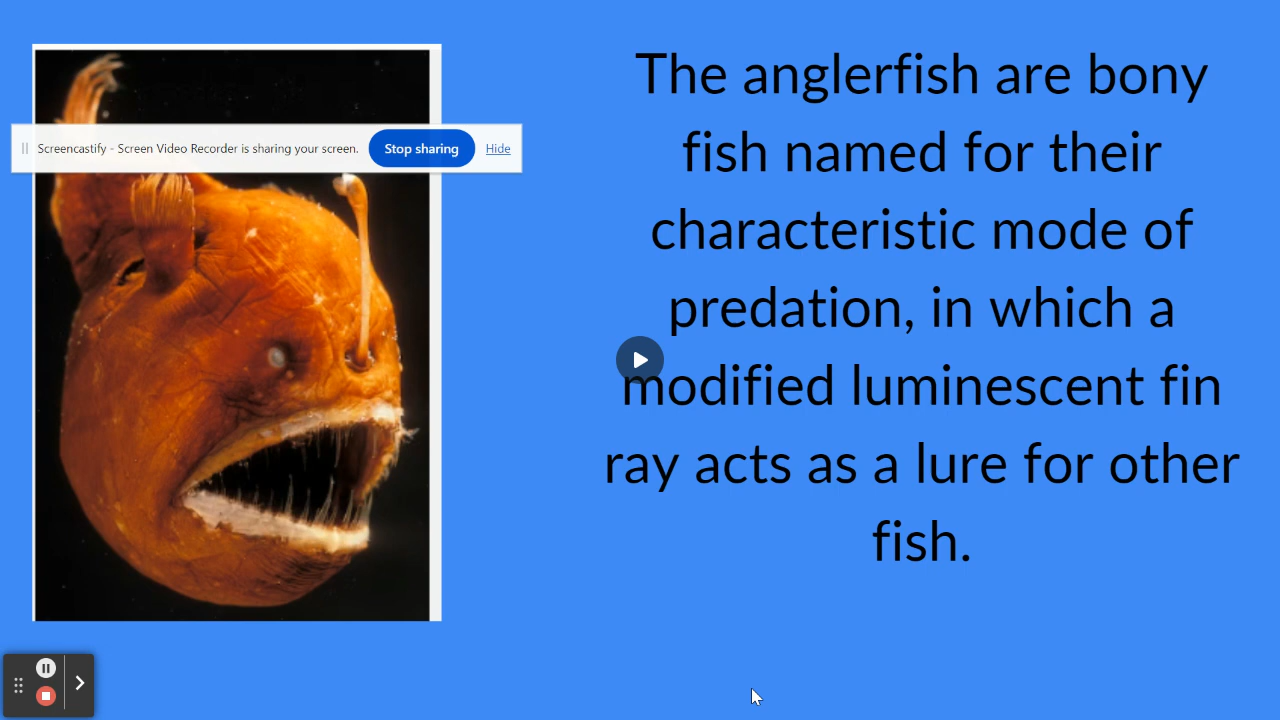 The anglerfish are bony
fish named for their
characteristic mode of
predation, in which a
modified luminescent fin
ray acts as a lure for other
fish.
Screencastify - Screen Video Recorder is sharing your screen.
Stop sharing
Hide